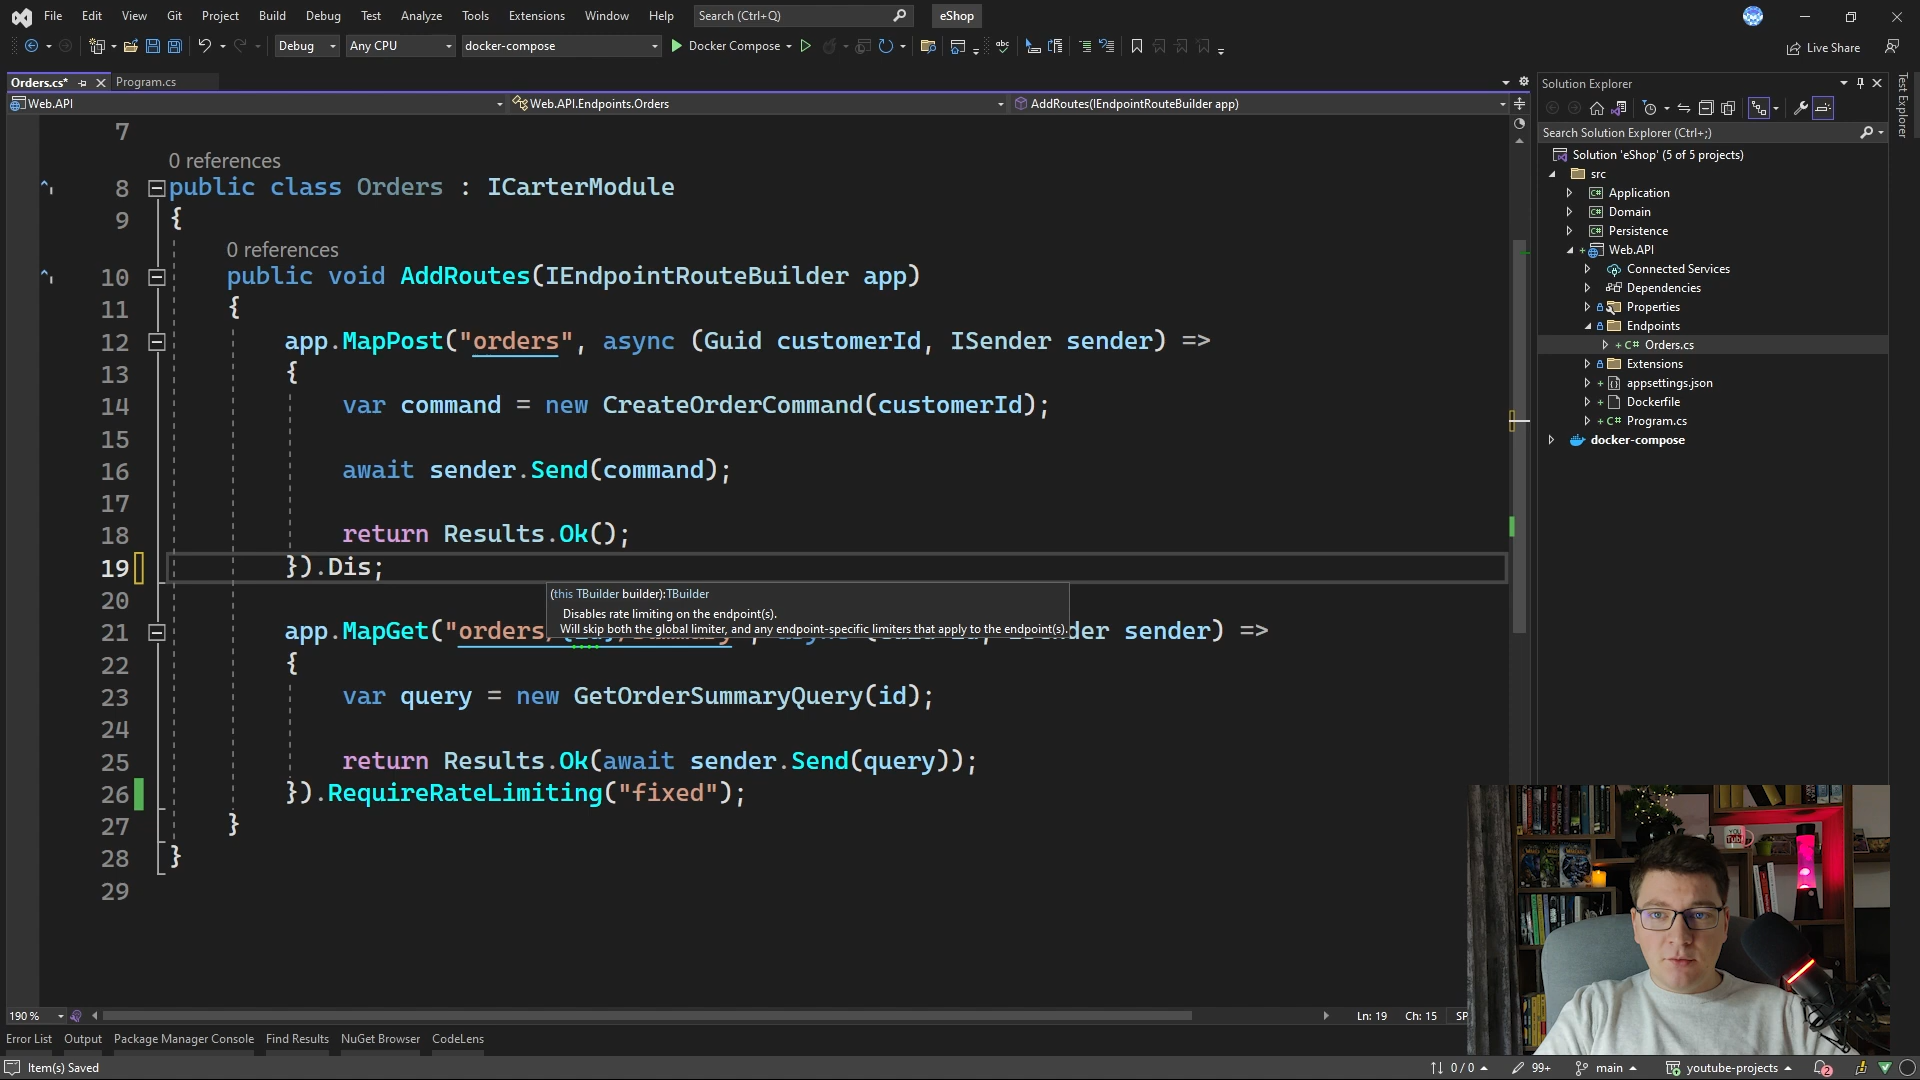 File Edit View Git Project Build Debug Test Analyze Tools Extensions Window Help Search (Ctrl+Q) eShop
Debug Any CPU docker-compose Docker Compose Live Share
Orders.cs* Program.cs
Web.API Web.API.Endpoints.Orders AddRoutes(IEndpointRouteBuilder app)
7
0 references
8 public class Orders : ICarterModule
9 {
0 references
10 public void AddRoutes(IEndpointRouteBuilder app)
11 {
12 app.MapPost("orders", async (Guid customerId, ISender sender) =>
13 {
14 var command = new CreateOrderCommand(customerId);
15
16 await sender.Send(command);
17
18 return Results.Ok();
19 }).Dis;
(this TBuilder builder):TBuilder
Disables rate limiting on the endpoint(s).
Will skip both the global limiter, and any endpoint-specific limiters that apply to the endpoint(s).
20
21 app.MapGet("orders sender) =>
22 {
23 var query = new GetOrderSummaryQuery(id);
24
25 return Results.Ok(await sender.Send(query));
26 }).RequireRateLimiting("fixed");
27 }
28 }
29
190 % Ln: 19 Ch: 15 SP
Error List Output Package Manager Console Find Results NuGet Browser CodeLens
Item(s) Saved 0 / 0 99+ main youtube-projects 2
Solution Explorer
Search Solution Explorer (Ctrl+;)
Solution 'eShop' (5 of 5 projects)
src
Application
Domain
Persistence
Web.API
Connected Services
Dependencies
Properties
Endpoints
Orders.cs
Extensions
appsettings.json
Dockerfile
Program.cs
docker-compose
Test Explorer